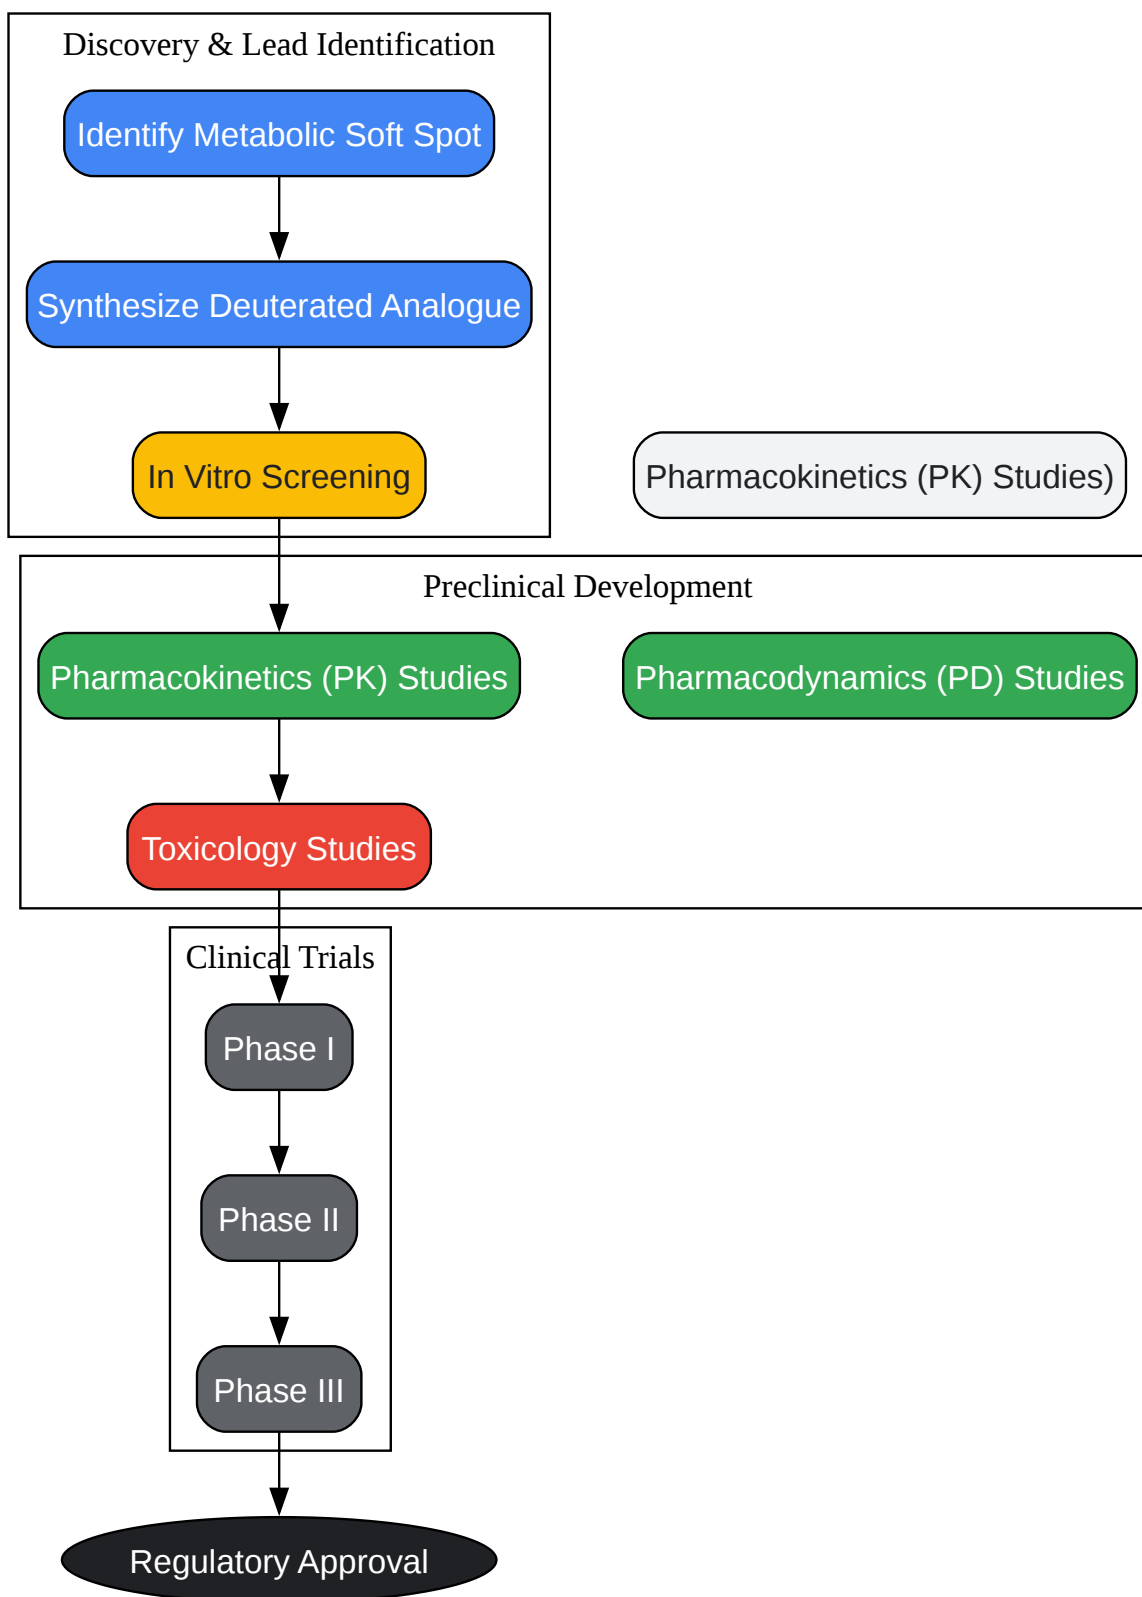 Discovery & Lead Identification
Identify Metabolic Soft Spot
Synthesize Deuterated Analogue
In Vitro Screening
Pharmacokinetics (PK) Studies)
Preclinical Development
Pharmacokinetics (PK) Studies
Pharmacodynamics (PD) Studies
Toxicology Studies
Clinical Trials
Phase I
Phase II
Phase III
Regulatory Approval